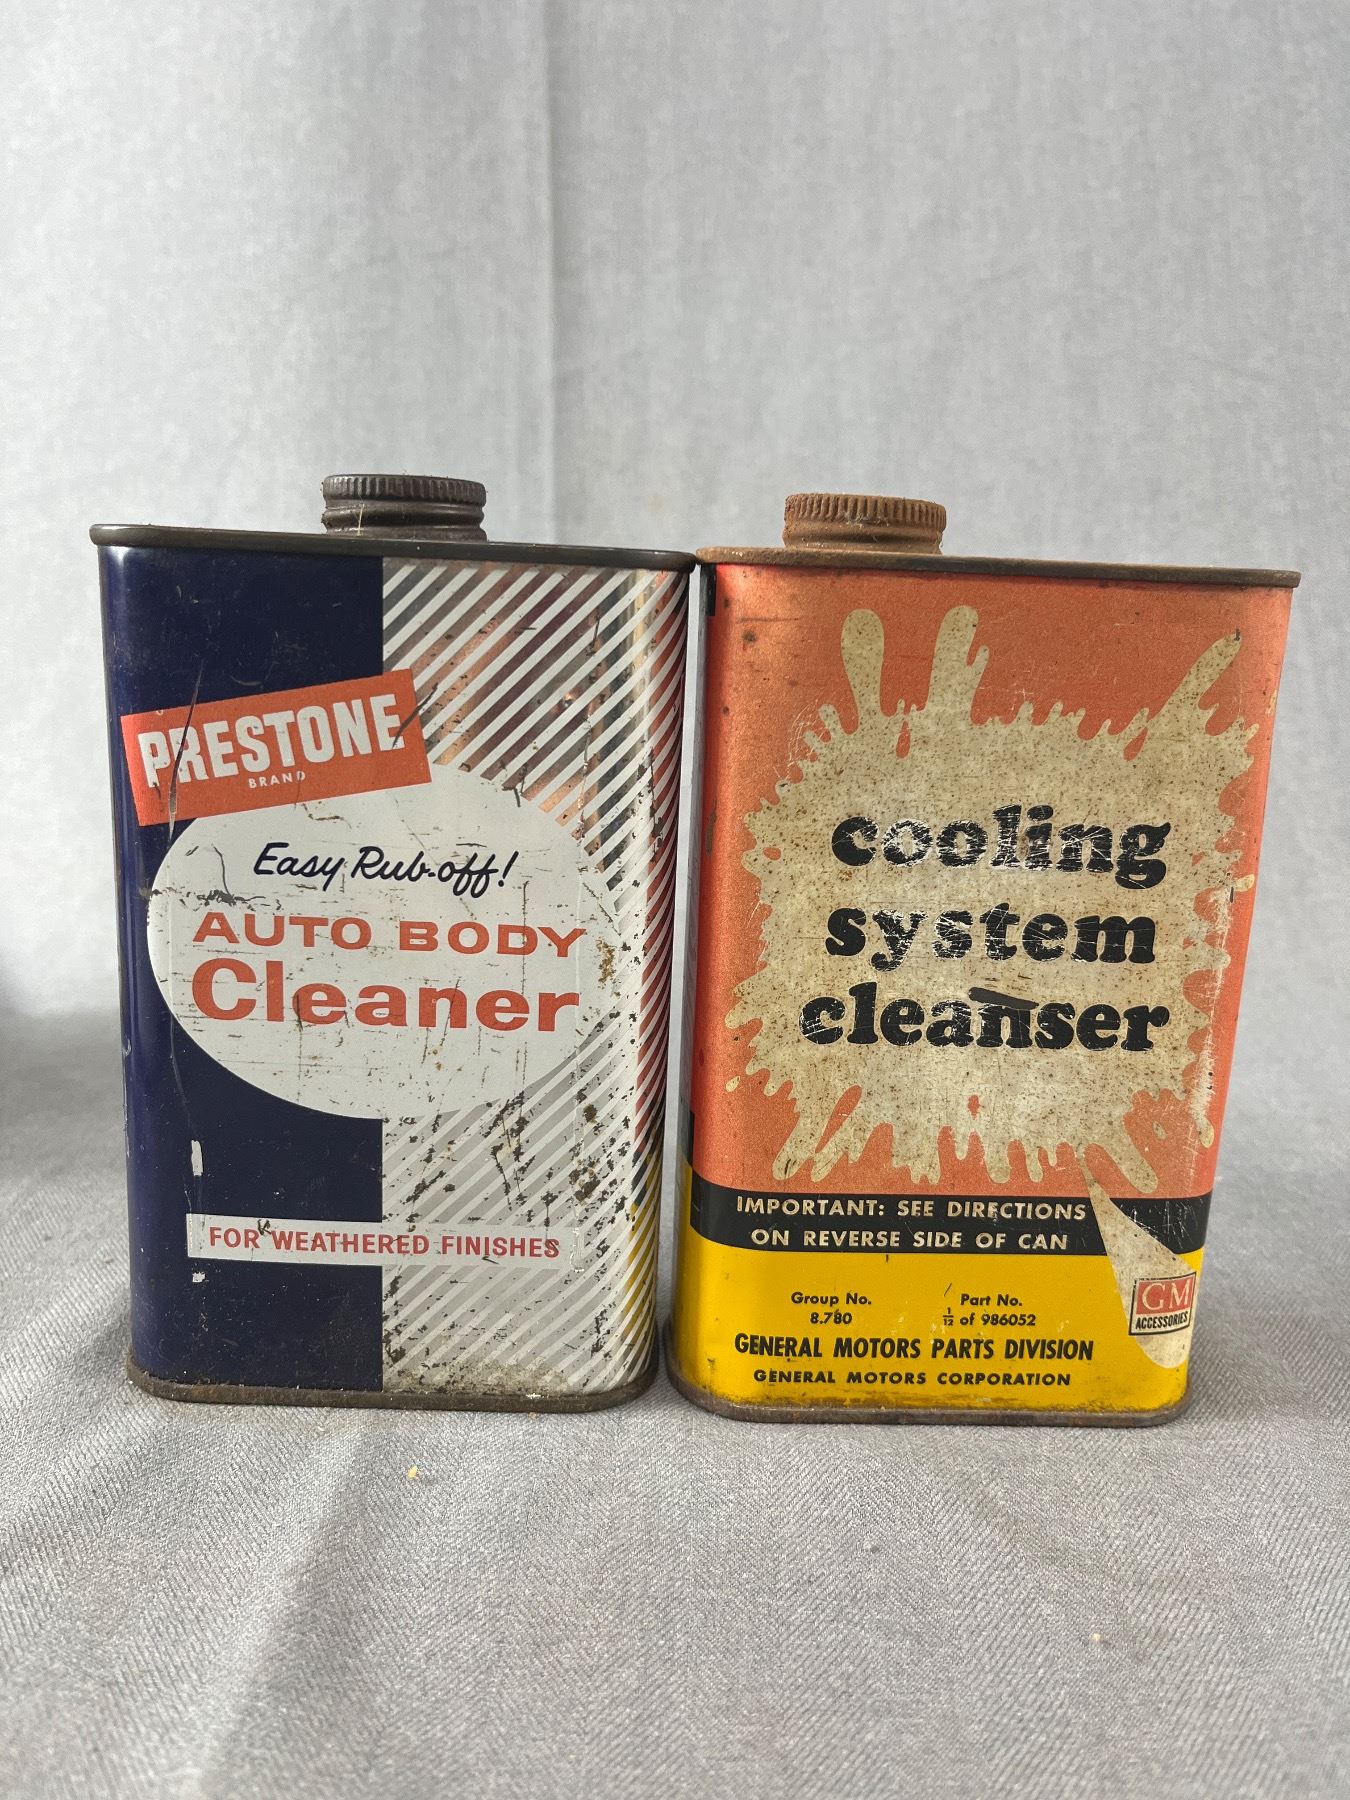 PRESTONE
BRAND
Easy Rub-off!
AUTO BODY
Cleaner
FOR WEATHERED FINISHES
cooling
system
cleanser
IMPORTANT: SEE DIRECTIONS
ON REVERSE SIDE OF CAN
Group No.
8.780
Part No.
1/12 of 986052
GENERAL MOTORS PARTS DIVISION
GENERAL MOTORS CORPORATION
GM
ACCESSORIES